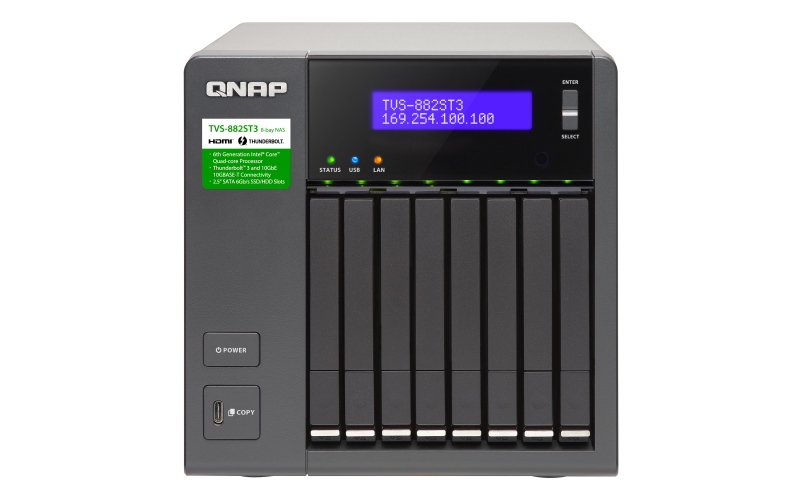 QNAP
TVS-882ST3 8-bay NAS
HDMI THUNDERBOLT.
• 6th Generation Intel® Core™
Quad-core Processor
• Thunderbolt™ 3 and 10GbE
10GBASE-T Connectivity
• 2.5" SATA 6Gb/s SSD/HDD Slots
TVS-882ST3
169.254.100.100
ENTER
SELECT
STATUS USB LAN
POWER
COPY